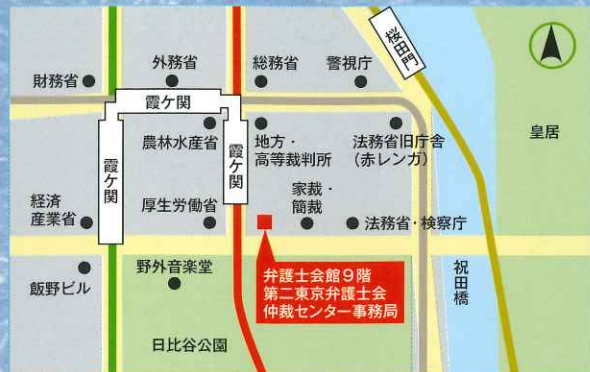 財務省
外務省
総務省
警視庁
桜田門
霞ケ関
皇居
農林水産省
霞ケ関
地方・
高等裁判所
法務省旧庁舎
(赤レンガ)
霞ケ関
経済
産業省
厚生労働省
家裁・
簡裁
法務省・検察庁
飯野ビル
野外音楽堂
弁護士会館9階
第二東京弁護士会
仲裁センター事務局
祝田橋
日比谷公園